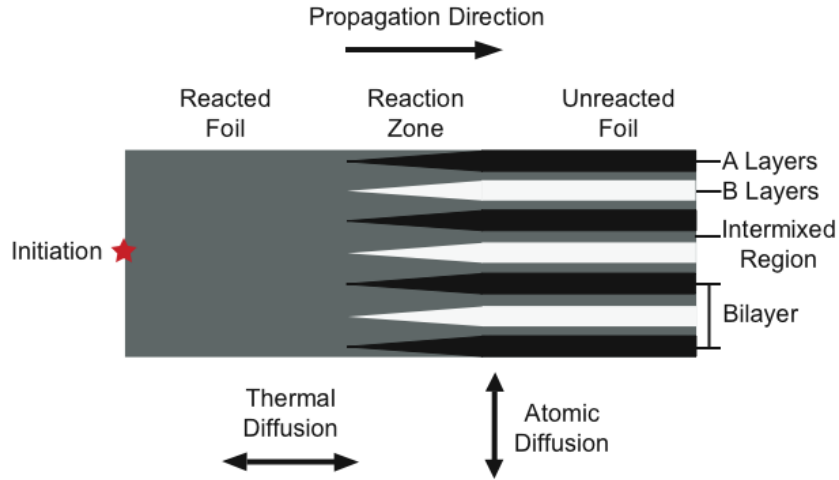 Propagation Direction
Reacted
Foil
Reaction
Zone
Unreacted
Foil
A Layers
B Layers
Intermixed
Region
Initiation
Bilayer
Thermal
Diffusion
Atomic
Diffusion